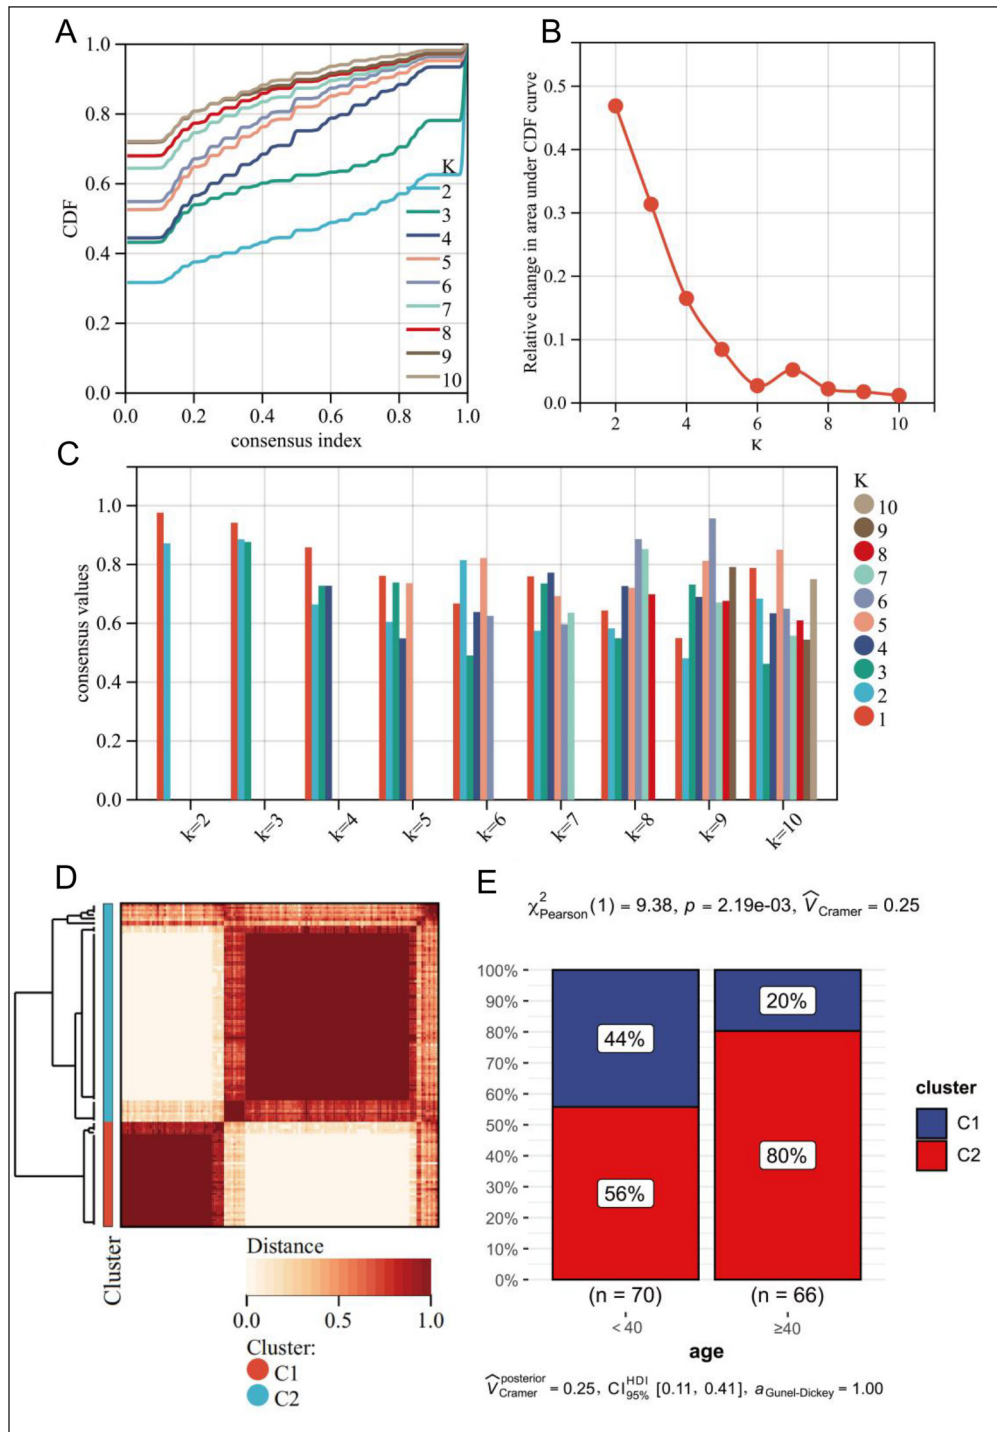 A
1.0
0.8
0.6
0.4
0.2
0.0
CDF
0.0 0.2 0.4 0.6 0.8 1.0
consensus index
K
2
3
4
5
6
7
8
9
10
B
0.5
0.4
0.3
0.2
0.1
0.0
Relative change in area under CDF curve
2 4 6 8 10
K
C
1.0
0.8
0.6
0.4
0.2
0.0
consensus values
k=2 k=3 k=4 k=5 k=6 k=7 k=8 k=9 k=10
K
10
9
8
7
6
5
4
3
2
1
D
Cluster
Distance
0.0 0.5 1.0
Cluster:
C1
C2
E
χ²Pearson(1) = 9.38, p = 2.19e-03, V̂Cramer = 0.25
100%
90%
80%
70%
60%
50%
40%
30%
20%
10%
0%
44%
56%
20%
80%
(n = 70) (n = 66)
< 40 ≥40
age
cluster
C1
C2
V̂posterior Cramer = 0.25, CI HDI 95% [0.11, 0.41], aGunel-Dickey = 1.00